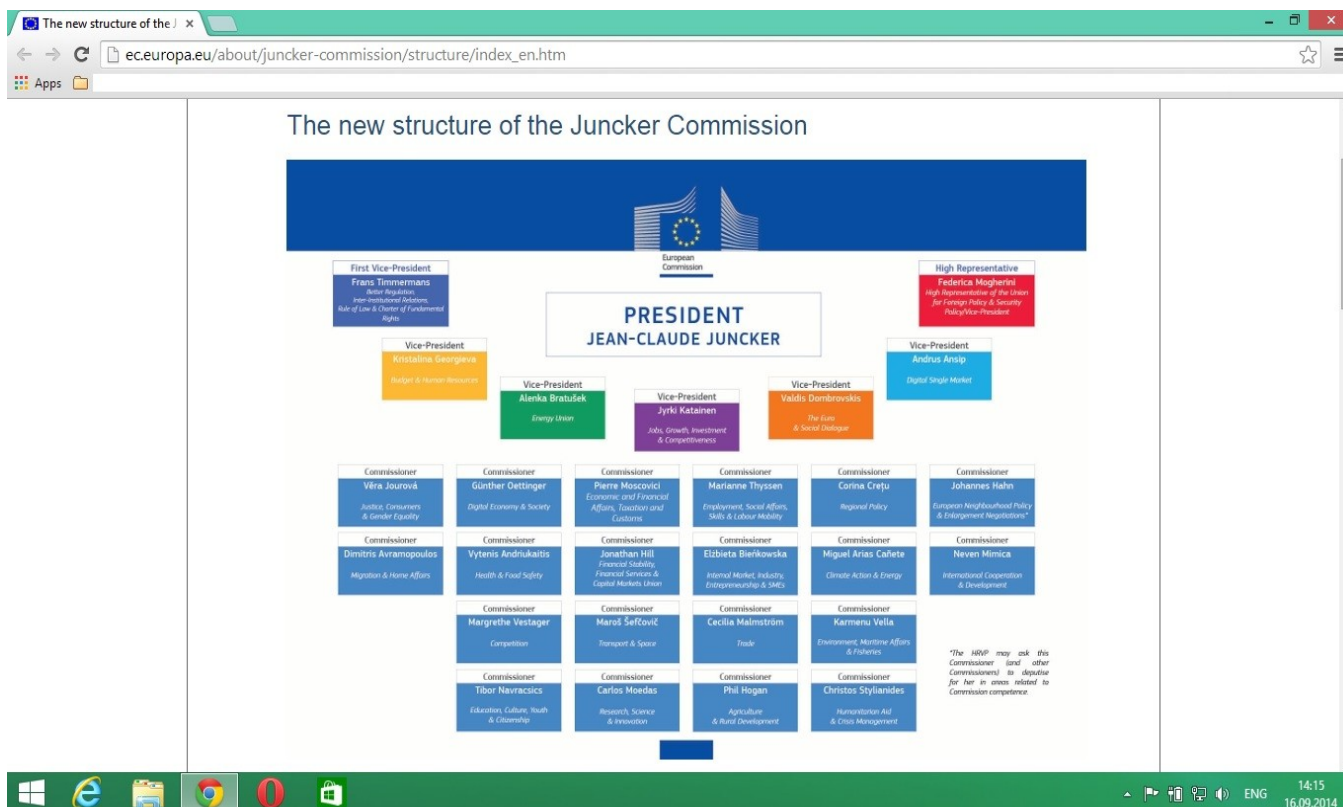 The new structure of the J
ec.europa.eu/about/juncker-commission/structure/index_en.htm
Apps
The new structure of the Juncker Commission
European
Commission
First Vice-President
Frans Timmermans
Better Regulation,
Inter-Institutional Relations,
Rule of Law & Charter of Fundamental
Rights
High Representative
Federica Mogherini
High Representative of the Union
for Foreign Policy & Security
Policy/Vice-President
PRESIDENT
JEAN-CLAUDE JUNCKER
Vice-President
Kristalina Georgieva
Budget & Human Resources
Vice-President
Andrus Ansip
Digital Single Market
Vice-President
Alenka Bratušek
Energy Union
Vice-President
Jyrki Katainen
Jobs, Growth, Investment
& Competitiveness
Vice-President
Valdis Dombrovskis
The Euro
& Social Dialogue
Commissioner
Věra Jourová
Justice, Consumers
& Gender Equality
Commissioner
Günther Oettinger
Digital Economy & Society
Commissioner
Pierre Moscovici
Economic and Financial
Affairs, Taxation and
Customs
Commissioner
Marianne Thyssen
Employment, Social Affairs,
Skills & Labour Mobility
Commissioner
Corina Crețu
Regional Policy
Commissioner
Johannes Hahn
European Neighbourhood Policy
& Enlargement Negotiations*
Commissioner
Dimitris Avramopoulos
Migration & Home Affairs
Commissioner
Vytenis Andriukaitis
Health & Food Safety
Commissioner
Jonathan Hill
Financial Stability,
Financial Services &
Capital Markets Union
Commissioner
Elżbieta Bieńkowska
Internal Market, Industry,
Entrepreneurship & SMEs
Commissioner
Miguel Arias Cañete
Climate Action & Energy
Commissioner
Neven Mimica
International Cooperation
& Development
Commissioner
Margrethe Vestager
Competition
Commissioner
Maroš Šefčovič
Transport & Space
Commissioner
Cecilia Malmström
Trade
Commissioner
Karmenu Vella
Environment, Maritime Affairs
& Fisheries
*The HRVP may ask this
Commissioner (and other
Commissioners) to deputise
for her in areas related to
Commission competence.
Commissioner
Tibor Navracsics
Education, Culture, Youth
& Citizenship
Commissioner
Carlos Moedas
Research, Science
& Innovation
Commissioner
Phil Hogan
Agriculture
& Rural Development
Commissioner
Christos Stylianides
Humanitarian Aid
& Crisis Management
ENG
14:15
16.09.2014